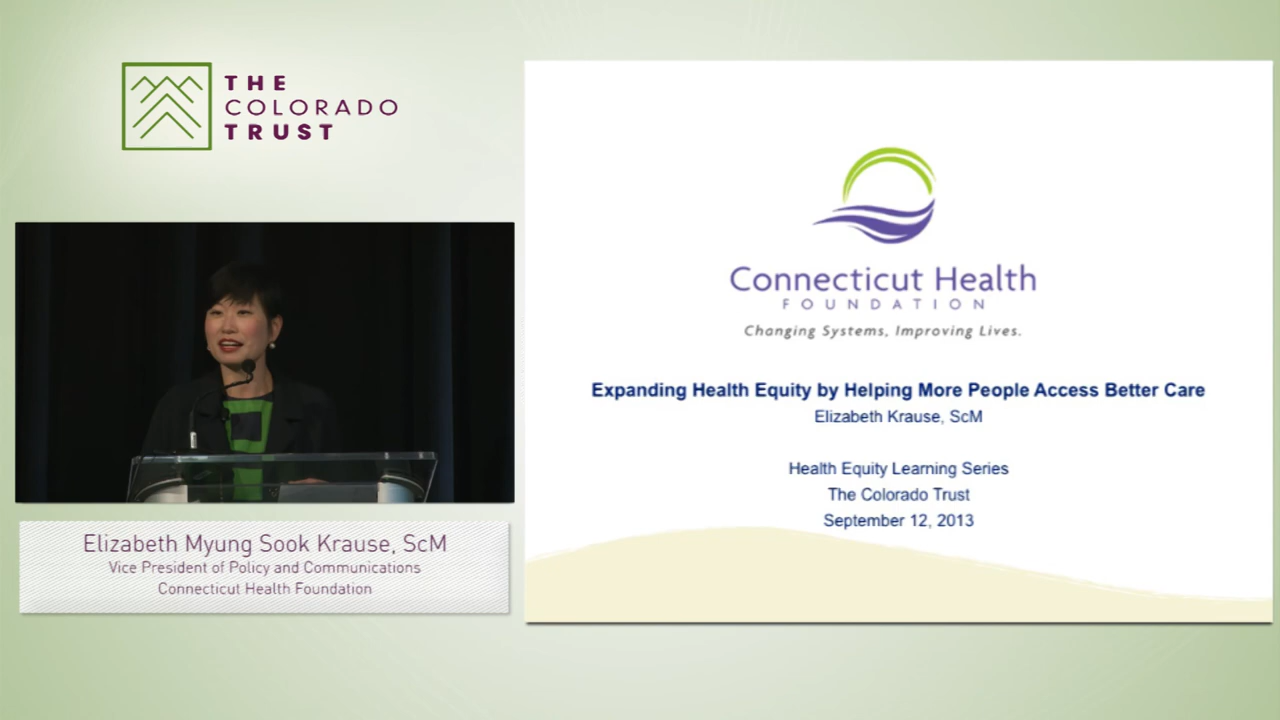 THE
COLORADO
TRUST
Elizabeth Myung Sook Krause, ScM
Vice President of Policy and Communications
Connecticut Health Foundation
Connecticut Health
FOUNDATION
Changing Systems, Improving Lives.
Expanding Health Equity by Helping More People Access Better Care
Elizabeth Krause, ScM
Health Equity Learning Series
The Colorado Trust
September 12, 2013